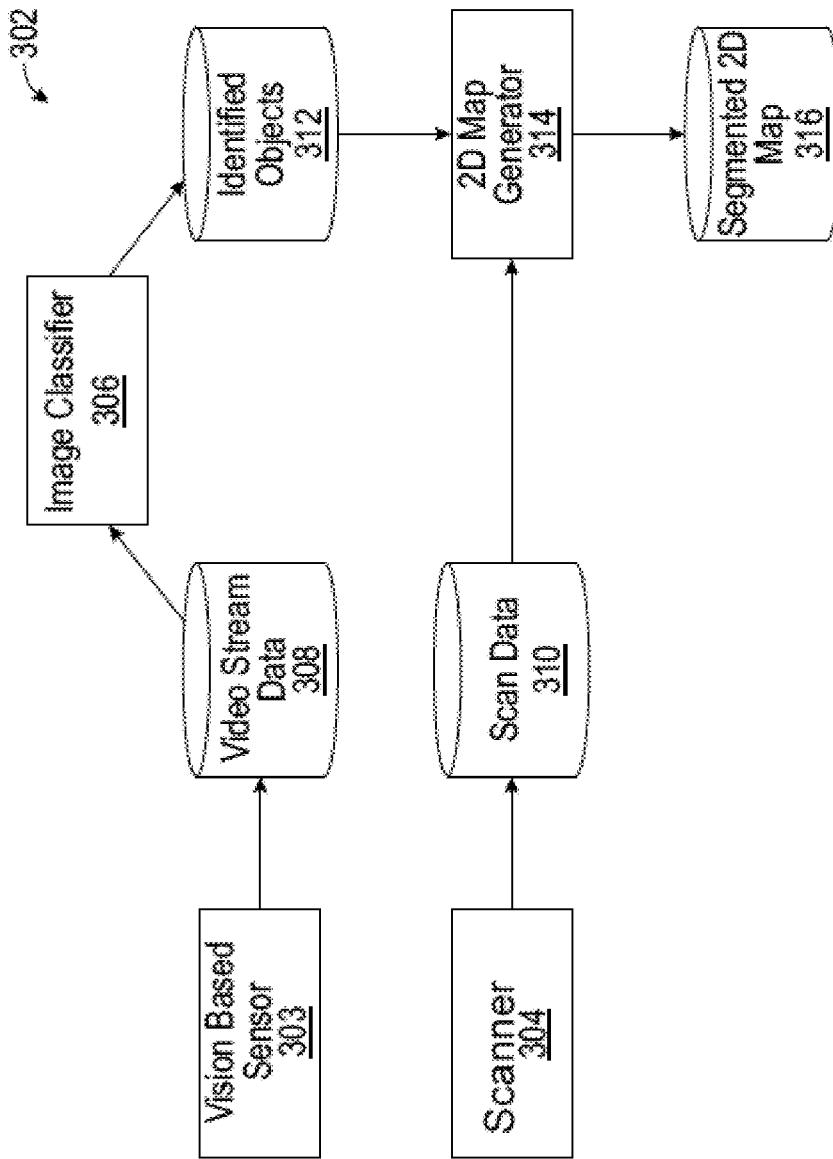 302
Image Classifier
306
Vision Based
Sensor
303
Video Stream
Data
308
Identified
Objects
312
Scanner
304
Scan Data
310
2D Map
Generator
314
Segmented 2D
Map
316